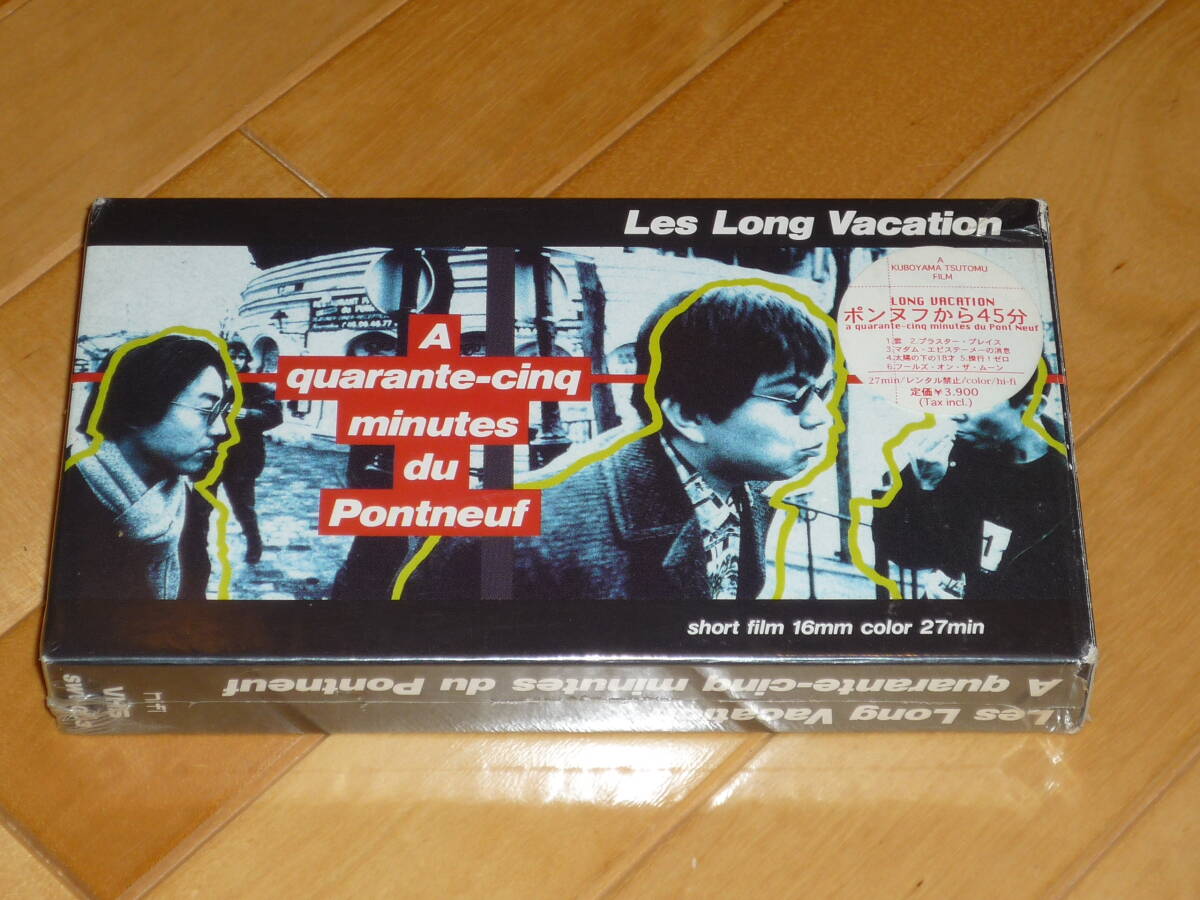 Les Long Vacation
A
quarante-cinq
minutes
du
Pontneuf
A
KUBOYAMA TSUTOMU
FILM
LONG VACATION
ポンヌフから45分
a quarante-cinq minutes du Pont Neuf
2.プラスター・プレイス
3.マダム・エピステーメーの消息
4.太陽の下の18才 5.操行!ゼロ
6.フールズ・オン・ザ・ムーン
27min/レンタル禁止/color/hi-fi
定価¥3.900
(Tax incl.)
1
short film 16mm color 27min
A quarante-cinq minutes du Pontneuf
Les Long Vacation
VHS